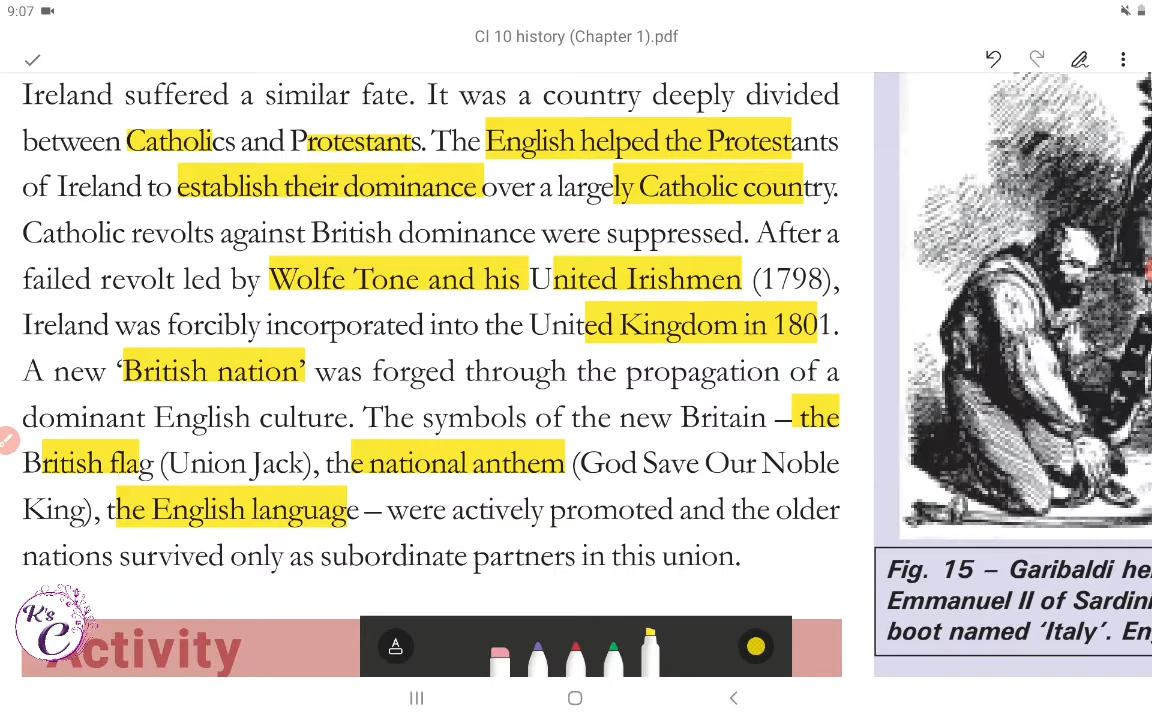 9:07
Cl 10 history (Chapter 1).pdf
Ireland suffered a similar fate. It was a country deeply divided
between Catholics and Protestants. The English helped the Protestants
of Ireland to establish their dominance over a largely Catholic country.
Catholic revolts against British dominance were suppressed. After a
failed revolt led by Wolfe Tone and his United Irishmen (1798),
Ireland was forcibly incorporated into the United Kingdom in 1801.
A new ‘British nation’ was forged through the propagation of a
dominant English culture. The symbols of the new Britain – the
British flag (Union Jack), the national anthem (God Save Our Noble
King), the English language – were actively promoted and the older
nations survived only as subordinate partners in this union.
K's
C
Activity
A
Fig. 15 – Garibaldi he
Emmanuel II of Sardini
boot named ‘Italy’. En